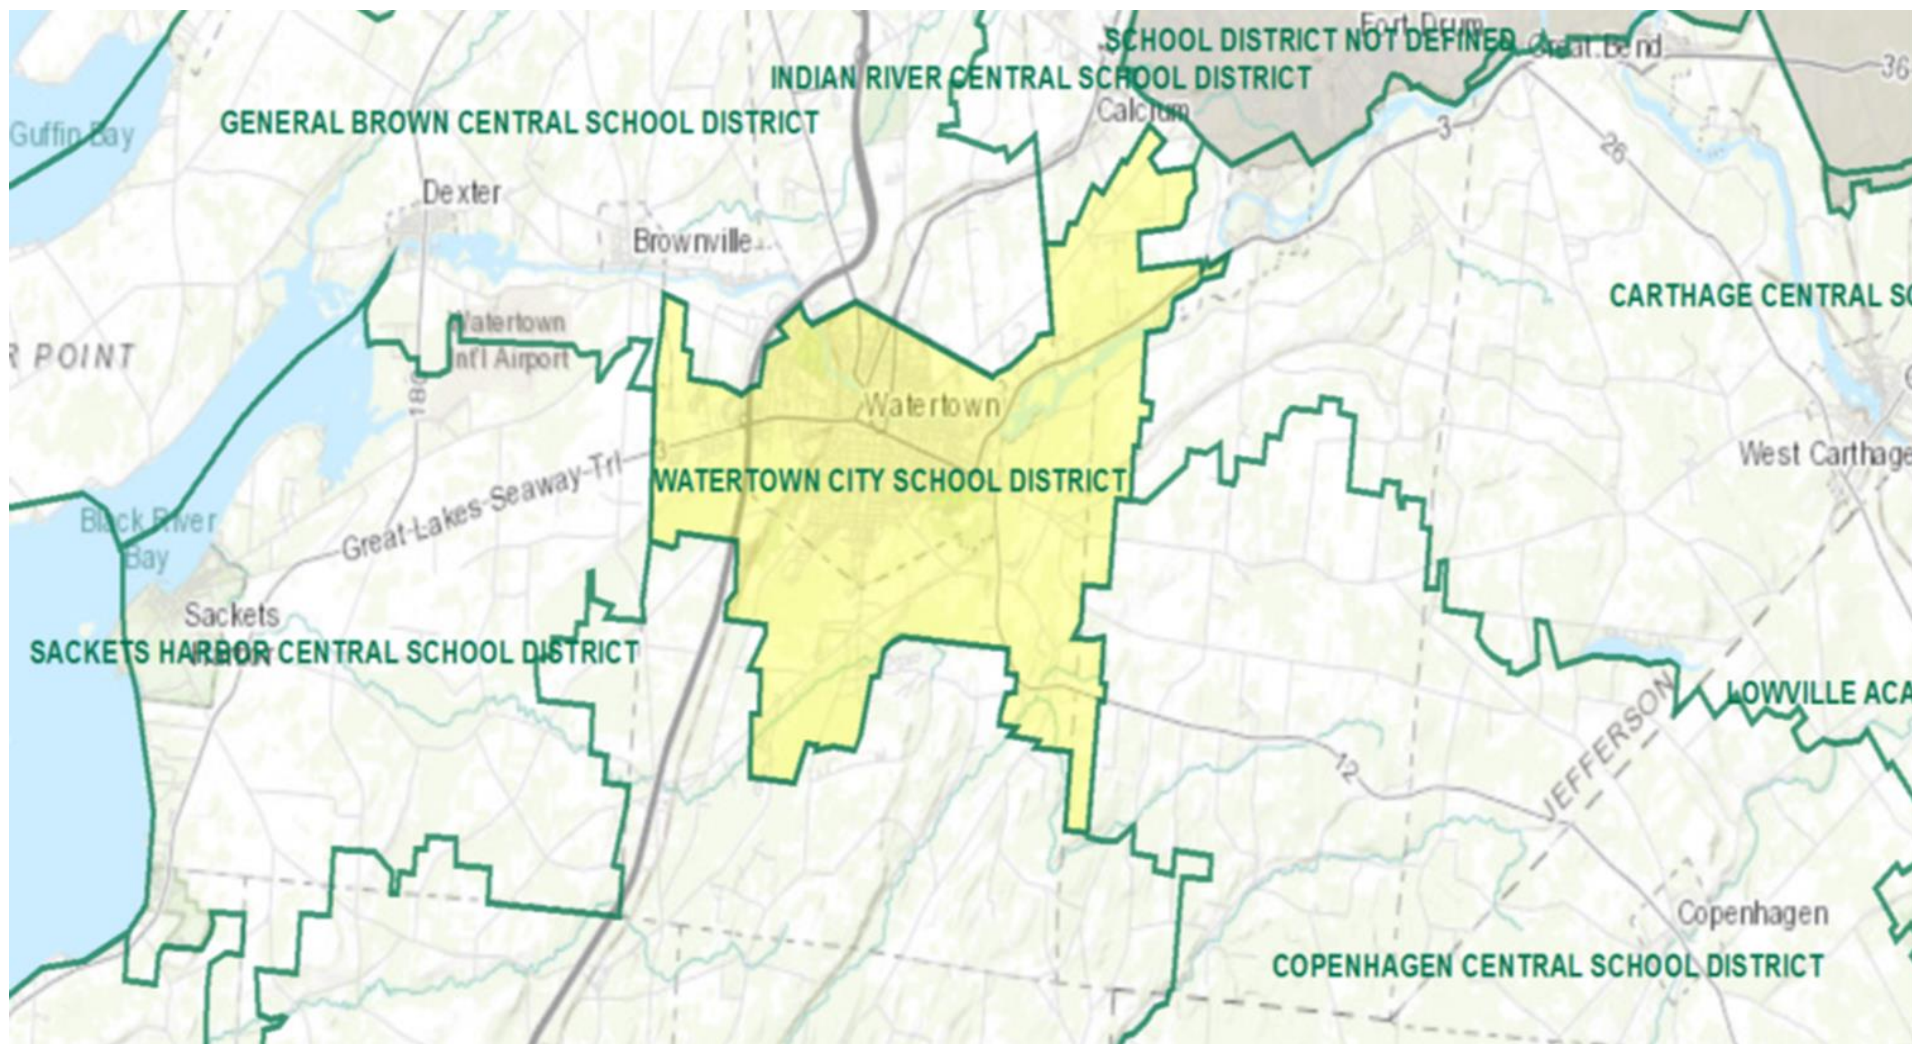 Fort Drum
SCHOOL DISTRICT NOT DEFINED
Great Bend
36
INDIAN RIVER CENTRAL SCHOOL DISTRICT
Calcium
GENERAL BROWN CENTRAL SCHOOL DISTRICT
Guffin Bay
3
26
Dexter
Brownville
CARTHAGE CENTRAL SC
Watertown
Int'l Airport
R POINT
180
Watertown
West Carthage
3
Great-Lakes-Seaway-Trl
WATERTOWN CITY SCHOOL DISTRICT
Black River
Bay
Sackets
Harbor
SACKETS HARBOR CENTRAL SCHOOL DISTRICT
LOWVILLE ACA
JEFFERSON
12
Copenhagen
COPENHAGEN CENTRAL SCHOOL DISTRICT